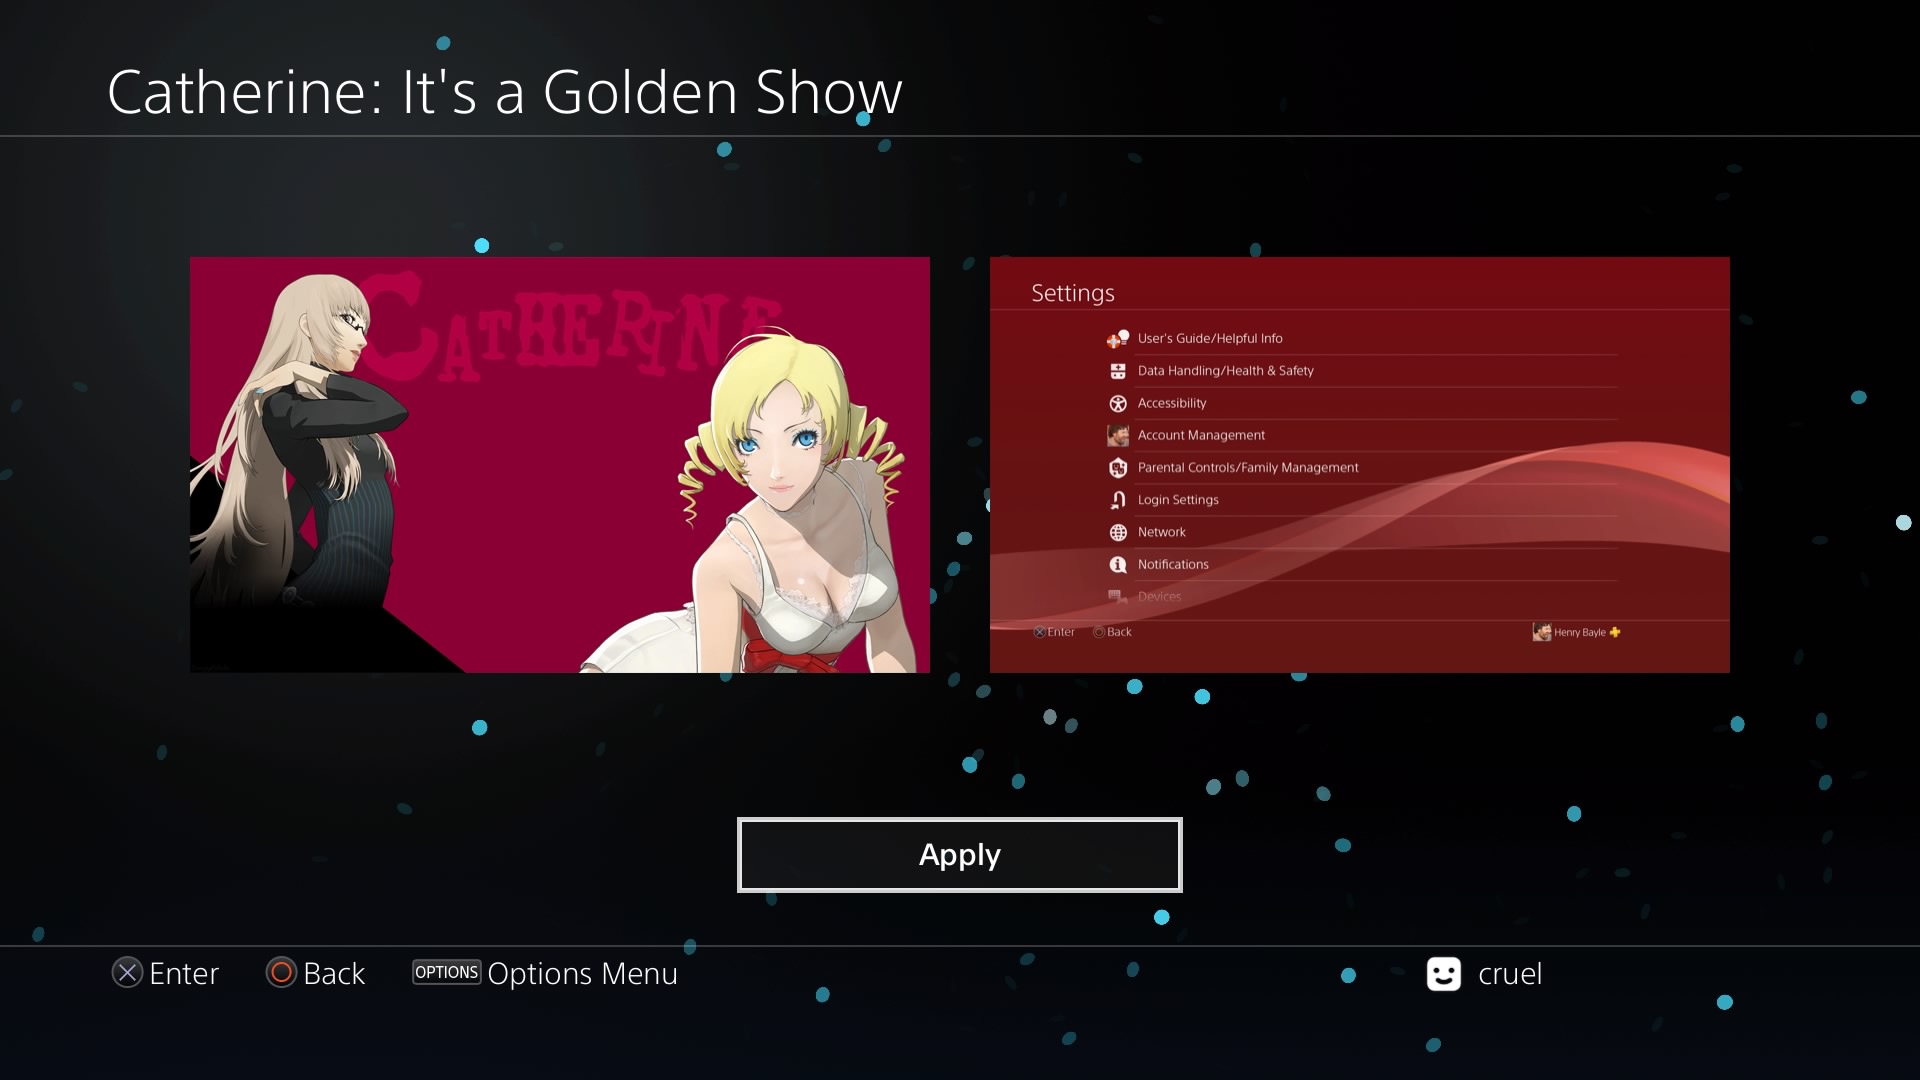 Catherine: It's a Golden Show
CATHERINE
Settings
User's Guide/Helpful Info
Data Handling/Health & Safety
Accessibility
Account Management
Parental Controls/Family Management
Login Settings
Network
Notifications
Devices
Enter Back
Henry Bayle
Apply
Enter Back OPTIONS Options Menu cruel